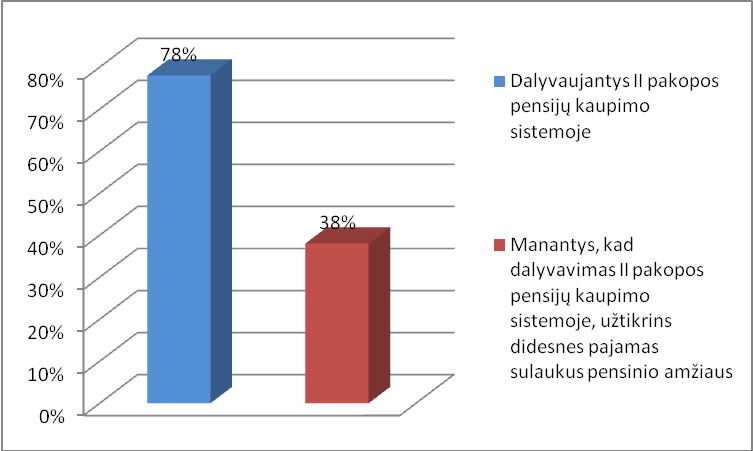 78%
38%
80%
70%
60%
50%
40%
30%
20%
10%
0%
Dalyvaujantys II pakopos
pensijų kaupimo
sistemoje
Manantys, kad
dalyvavimas II pakopos
pensijų kaupimo
sistemoje, užtikrins
didesnes pajamas
sulaukus pensinio amžiaus